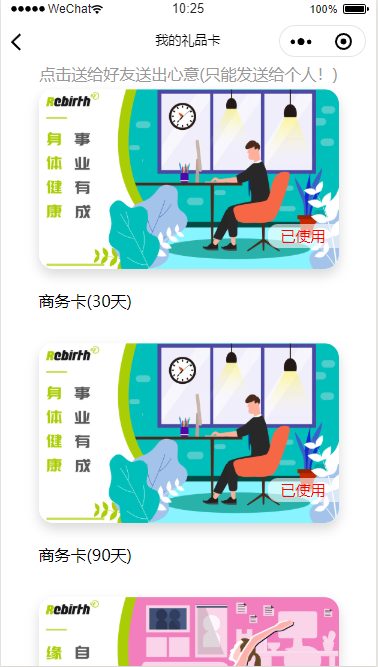 WeChat 10:25 100%
我的礼品卡
点击送给好友送出心意(只能发送给个人！)
Rebirth
身 事
体 业
健 有
康 成
已使用
商务卡(30天)
Rebirth
身 事
体 业
健 有
康 成
已使用
商务卡(90天)
Rebirth
缘 自